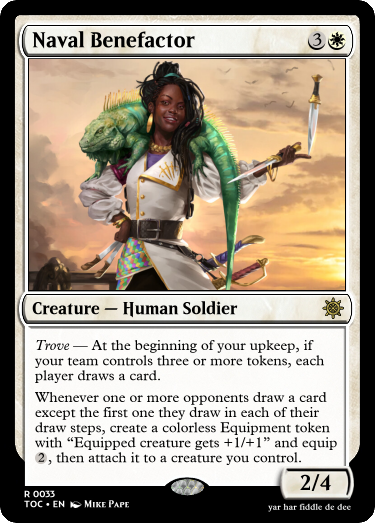 Naval Benefactor 3
Creature — Human Soldier
Trove — At the beginning of your upkeep, if
your team controls three or more tokens, each
player draws a card.
Whenever one or more opponents draw a card
except the first one they draw in each of their
draw steps, create a colorless Equipment token
with “Equipped creature gets +1/+1” and equip
2, then attach it to a creature you control.
2/4
R 0033
TOC • EN Mike Pape
yar har fiddle de dee